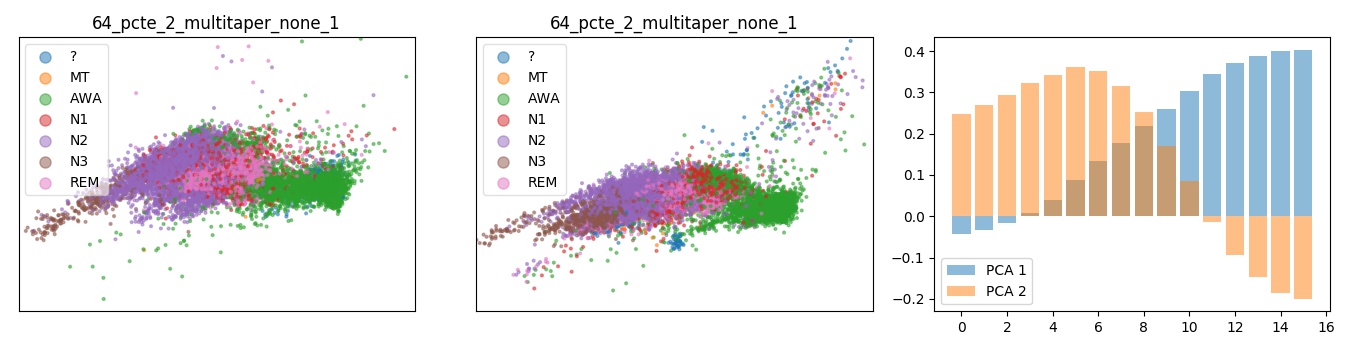 64_pcte_2_multitaper_none_1
?
MT
AWA
N1
N2
N3
REM
64_pcte_2_multitaper_none_1
?
MT
AWA
N1
N2
N3
REM
0.4
0.3
0.2
0.1
0.0
−0.1
−0.2
PCA 1
PCA 2
0 2 4 6 8 10 12 14 16